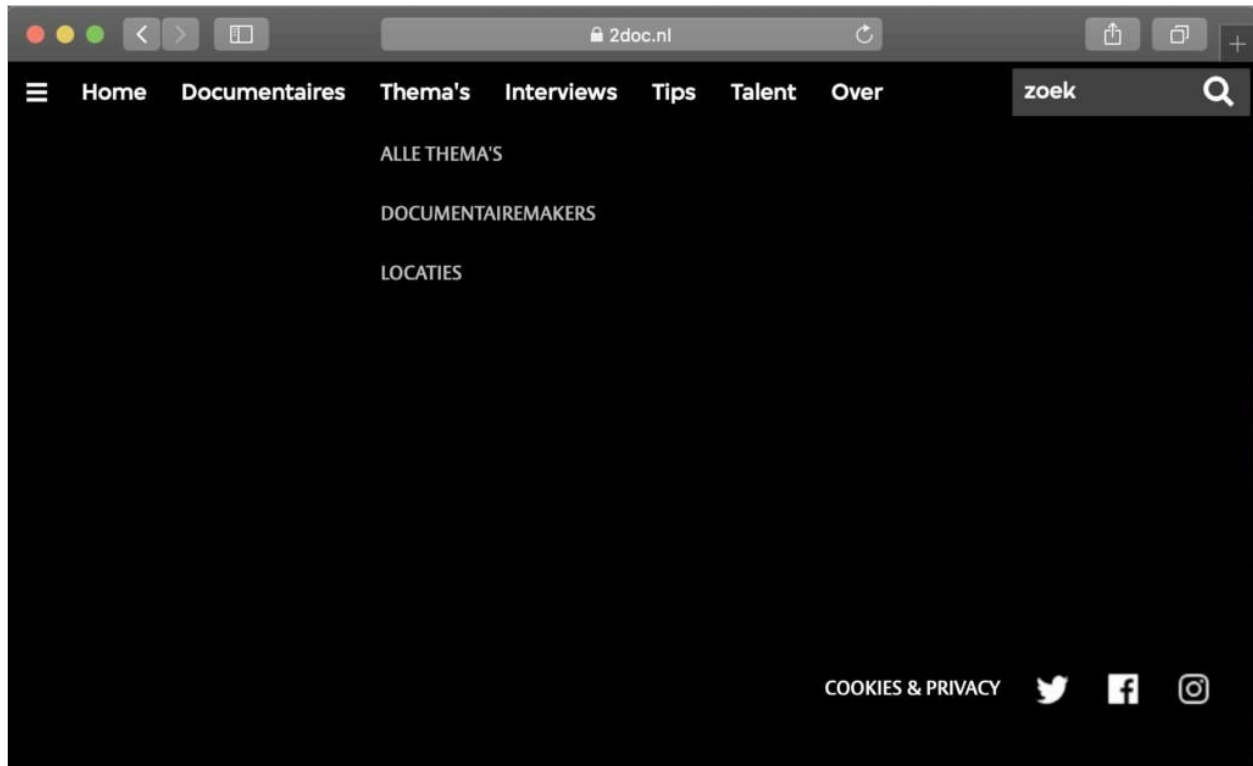 2doc.nl
Home Documentaires Thema's Interviews Tips Talent Over zoek
ALLE THEMA'S
DOCUMENTAIREMAKERS
LOCATIES
COOKIES & PRIVACY